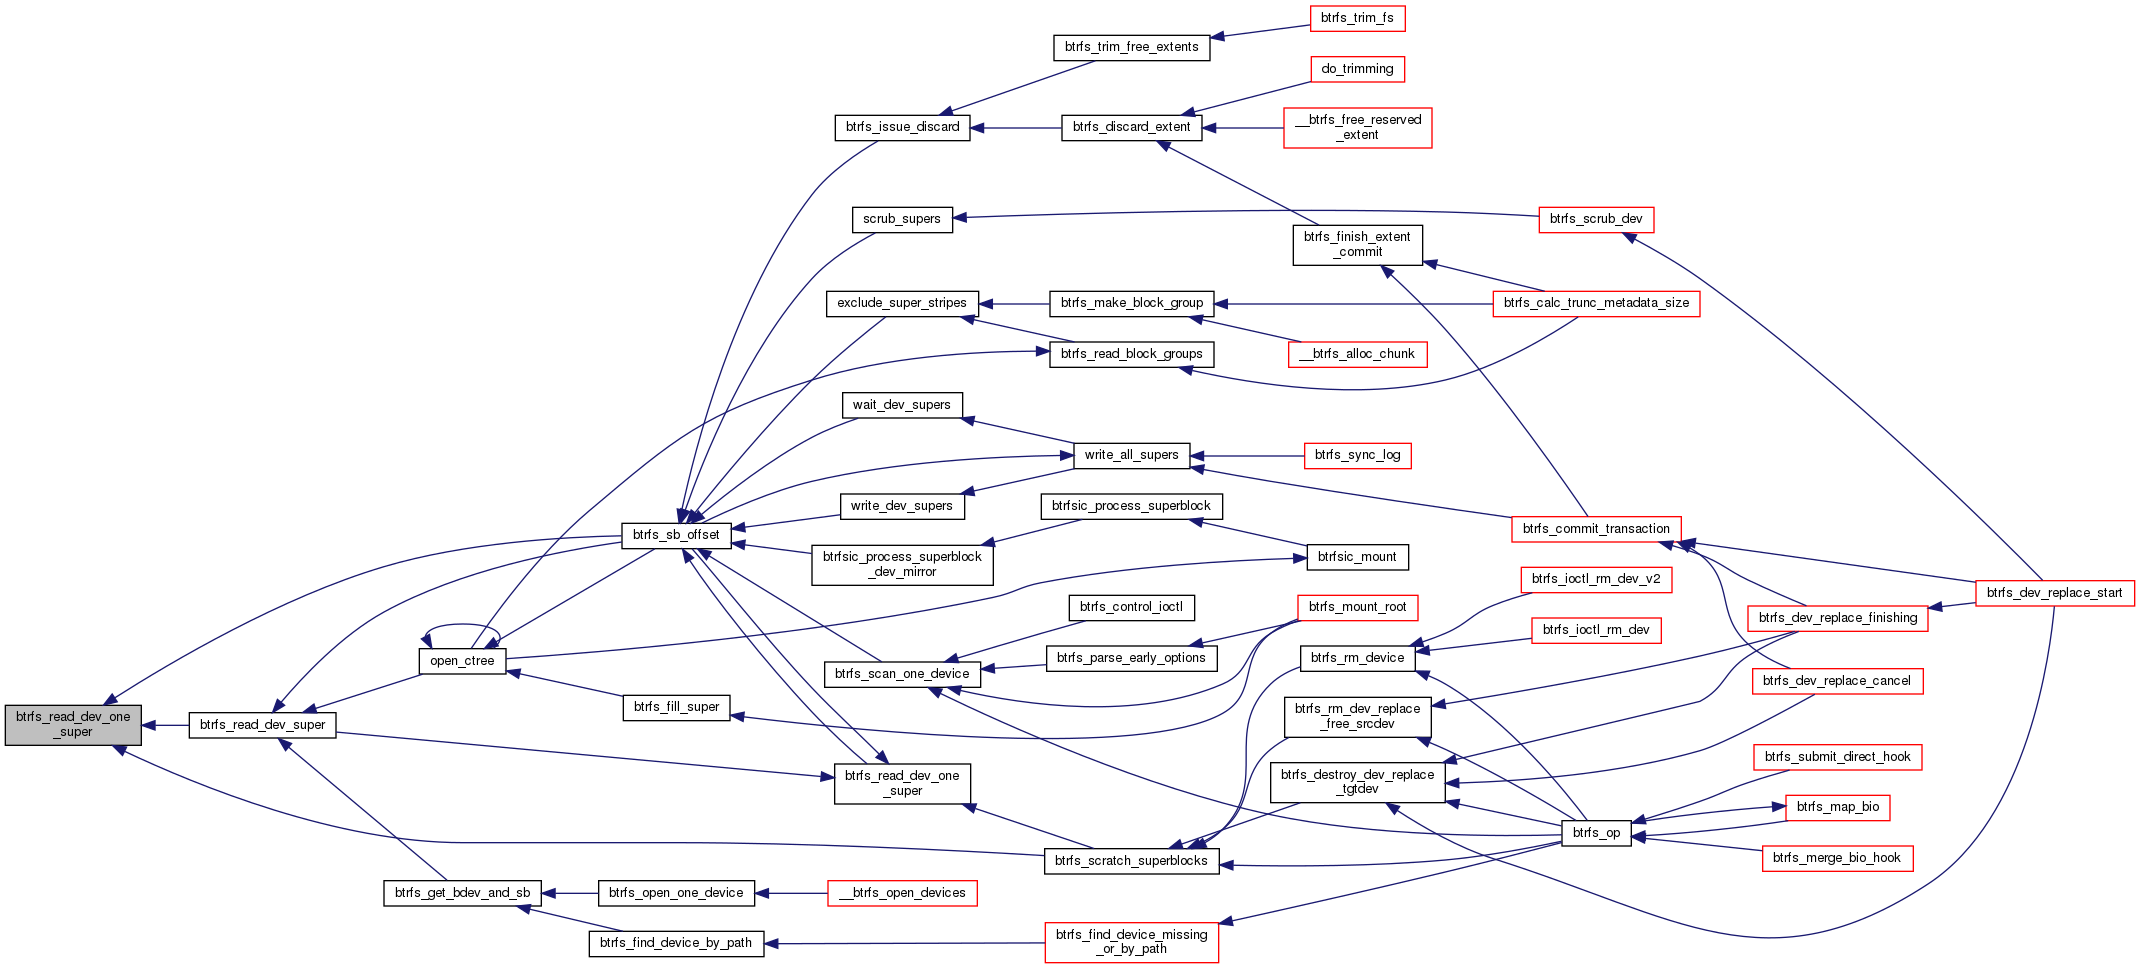 btrfs_trim_fs
btrfs_trim_free_extents
do_trimming
btrfs_issue_discard
btrfs_discard_extent
__btrfs_free_reserved
_extent
scrub_supers
btrfs_scrub_dev
btrfs_finish_extent
_commit
exclude_super_stripes
btrfs_make_block_group
btrfs_calc_trunc_metadata_size
btrfs_read_block_groups
__btrfs_alloc_chunk
wait_dev_supers
write_all_supers
btrfs_sync_log
write_dev_supers
btrfsic_process_superblock
btrfs_commit_transaction
btrfs_sb_offset
btrfsic_process_superblock
_dev_mirror
btrfsic_mount
btrfs_ioctl_rm_dev_v2
btrfs_dev_replace_start
btrfs_control_ioctl
btrfs_mount_root
btrfs_dev_replace_finishing
btrfs_ioctl_rm_dev
open_ctree
btrfs_scan_one_device
btrfs_parse_early_options
btrfs_rm_device
btrfs_dev_replace_cancel
btrfs_fill_super
btrfs_rm_dev_replace
_free_srcdev
btrfs_read_dev_one
_super
btrfs_read_dev_super
btrfs_submit_direct_hook
btrfs_read_dev_one
_super
btrfs_destroy_dev_replace
_tgtdev
btrfs_map_bio
btrfs_op
btrfs_scratch_superblocks
btrfs_merge_bio_hook
btrfs_get_bdev_and_sb
btrfs_open_one_device
__btrfs_open_devices
btrfs_find_device_by_path
btrfs_find_device_missing
_or_by_path